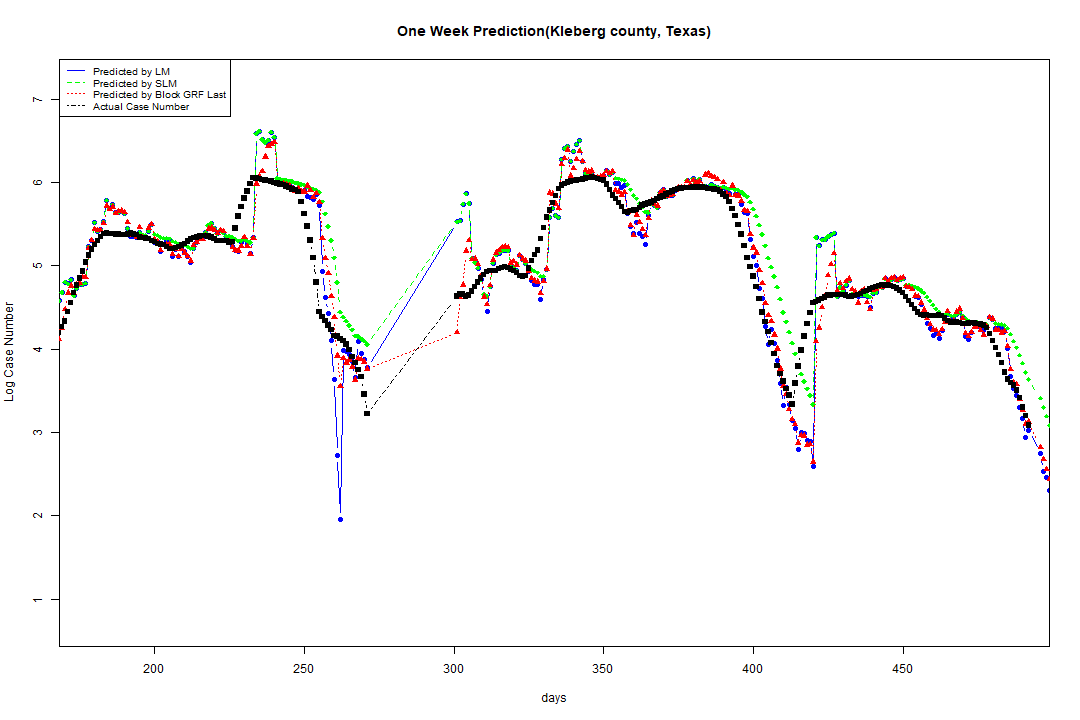 One Week Prediction(Kleberg county, Texas)
Predicted by LM
Predicted by SLM
Predicted by Block GRF Last
Actual Case Number
7
6
5
4
3
2
1
Log Case Number
200
250
300
350
400
450
days